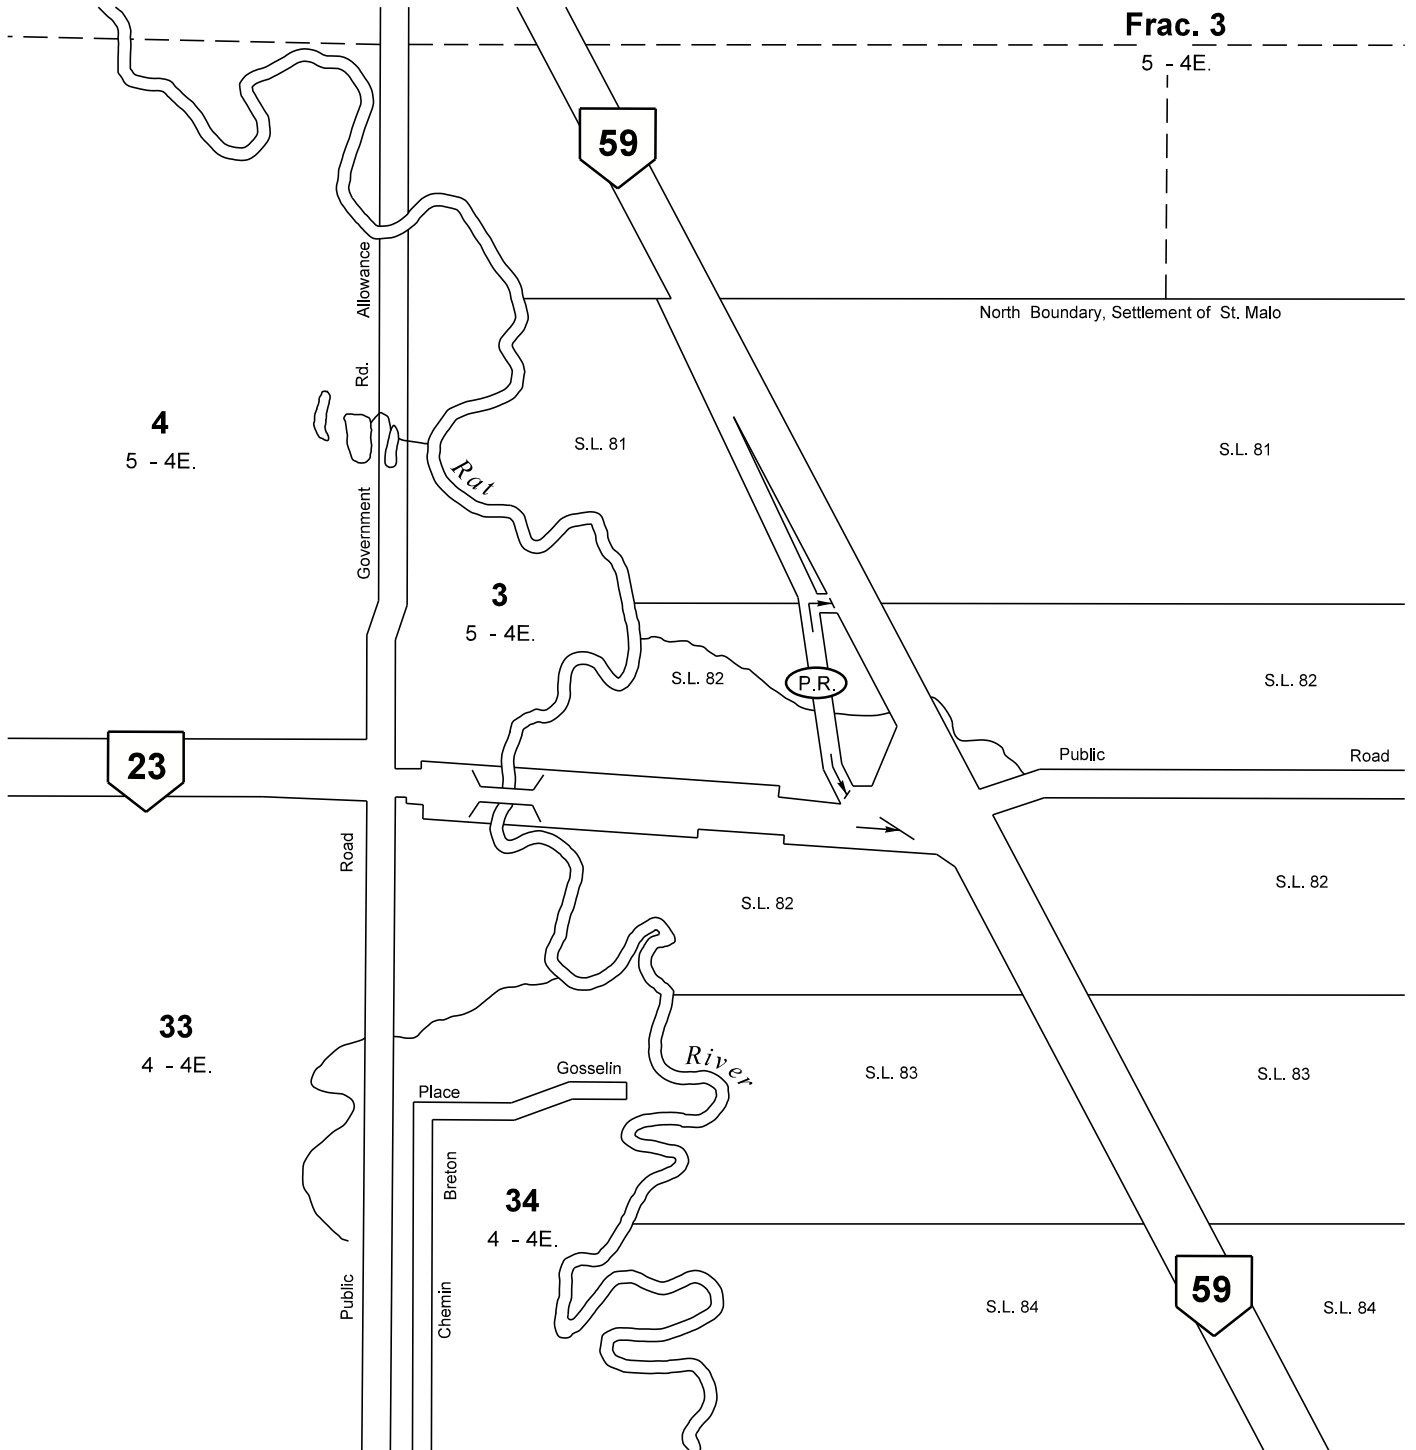 Frac. 3
5 - 4E.
59
Allowance
Rd.
Government
North Boundary, Settlement of St. Malo
4
5 - 4E.
S.L. 81
S.L. 81
Rat
3
5 - 4E.
S.L. 82
P.R.
S.L. 82
23
Public Road
Road
S.L. 82
S.L. 82
33
4 - 4E.
River
Gosselin
Place
S.L. 83
S.L. 83
Breton
34
4 - 4E.
Public
Chemin
59
S.L. 84
S.L. 84